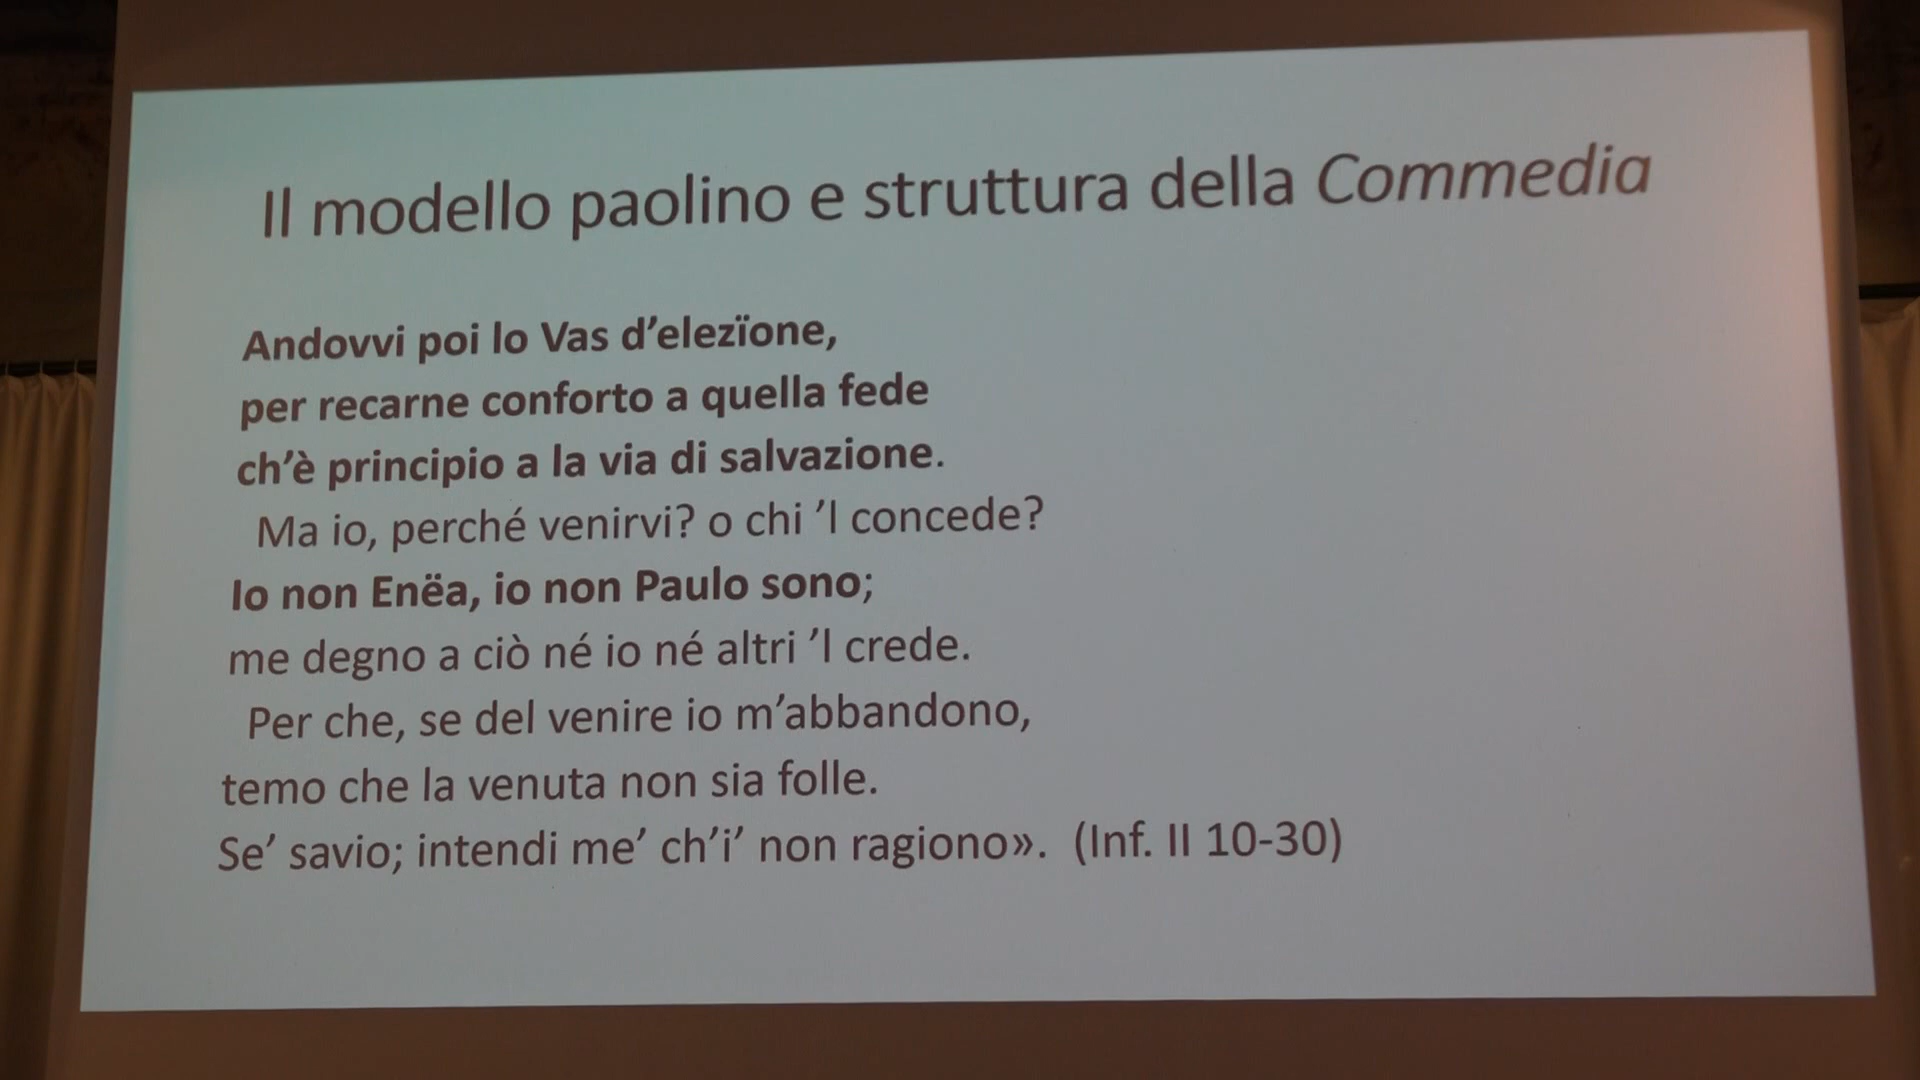 Il modello paolino e struttura della Commedia
Andovvi poi lo Vas d’elezïone,
per recarne conforto a quella fede
ch’è principio a la via di salvazione.
Ma io, perché venirvi? o chi ’l concede?
Io non Enëa, io non Paulo sono;
me degno a ciò né io né altri ’l crede.
Per che, se del venire io m’abbandono,
temo che la venuta non sia folle.
Se’ savio; intendi me’ ch’i’ non ragiono». (Inf. II 10-30)